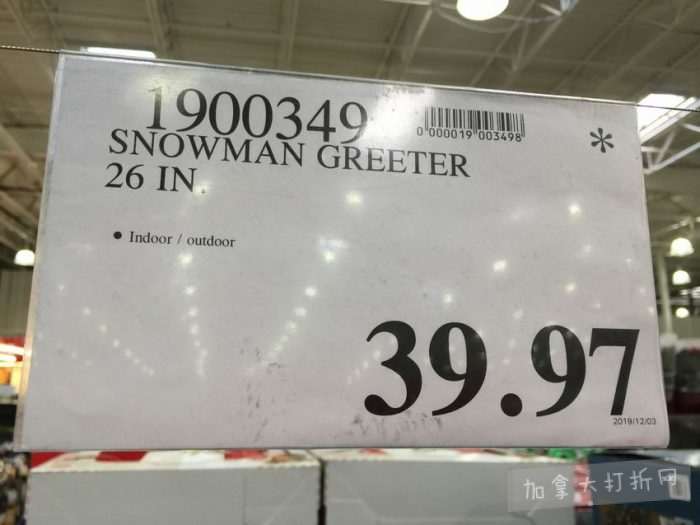 1900349
0 000019 003498
*
SNOWMAN GREETER
26 IN.
● Indoor / outdoor
39.97
2019/12/03
加拿大打折网